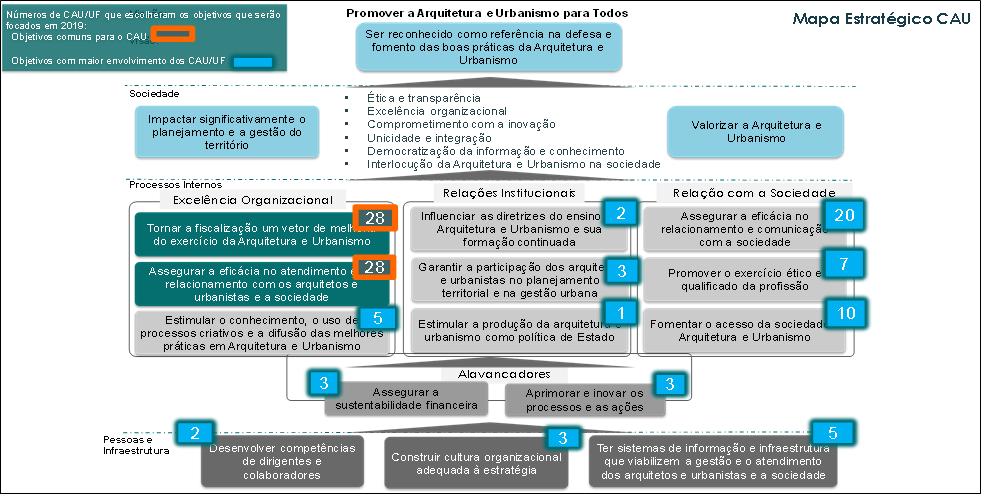 Promover a Arquitetura e Urbanismo para Todos
Mapa Estratégico CAU
Números de CAU/UF que escolheram os objetivos que serão
focados em 2019:
Objetivos comuns para o CAU:
Objetivos com maior envolvimento dos CAU/UF
Ser reconhecido como referência na defesa e
fomento das boas práticas da Arquitetura e
Urbanismo
Sociedade
Impactar significativamente o
planejamento e a gestão do
território
• Ética e transparência
• Excelência organizacional
• Comprometimento com a inovação
• Unicidade e integração
• Democratização da informação e conhecimento
• Interlocução da Arquitetura e Urbanismo na sociedade
Valorizar a Arquitetura e
Urbanismo
Processos Internos
Excelência Organizacional
28
Tornar a fiscalização um vetor de melhoria
do exercício da Arquitetura e Urbanismo
28
Assegurar a eficácia no atendimento e
relacionamento com os arquitetos e
urbanistas e a sociedade
5
Estimular o conhecimento, o uso de
processos criativos e a difusão das melhores
práticas em Arquitetura e Urbanismo
Relações Institucionais
2
Influenciar as diretrizes do ensino
Arquitetura e Urbanismo e sua
formação continuada
3
Garantir a participação dos arquite
e urbanistas no planejamento
territorial e na gestão urbana
1
Estimular a produção da arquitetura e
urbanismo como política de Estado
Relação com a Sociedade
20
Assegurar a eficácia no
relacionamento e comunicação
com a sociedade
7
Promover o exercício ético e
qualificado da profissão
10
Fomentar o acesso da sociedade
Arquitetura e Urbanismo
Alavancadores
3
Assegurar a
sustentabilidade financeira
3
Aprimorar e inovar os
processos e as ações
Pessoas e
Infraestrutura
2
Desenvolver competências
de dirigentes e
colaboradores
3
Construir cultura organizacional
adequada à estratégia
5
Ter sistemas de informação e infraestrutura
que viabilizem a gestão e o atendimento
dos arquitetos e urbanistas e a sociedade